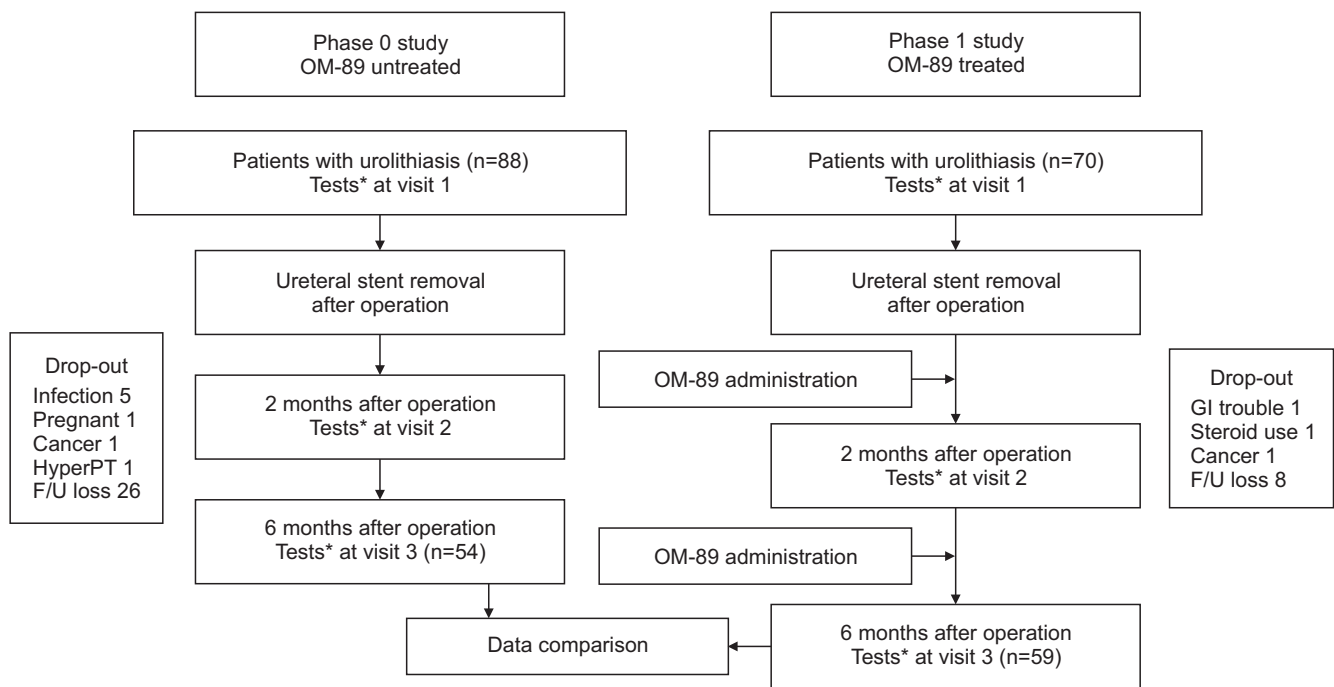 Phase 0 study
OM-89 untreated
Phase 1 study
OM-89 treated
Patients with urolithiasis (n=88)
Tests* at visit 1
Patients with urolithiasis (n=70)
Tests* at visit 1
Ureteral stent removal
after operation
Ureteral stent removal
after operation
Drop-out
Infection 5
Pregnant 1
Cancer 1
HyperPT 1
F/U loss 26
2 months after operation
Tests* at visit 2
OM-89 administration
2 months after operation
Tests* at visit 2
Drop-out
GI trouble 1
Steroid use 1
Cancer 1
F/U loss 8
6 months after operation
Tests* at visit 3 (n=54)
OM-89 administration
Data comparison
6 months after operation
Tests* at visit 3 (n=59)